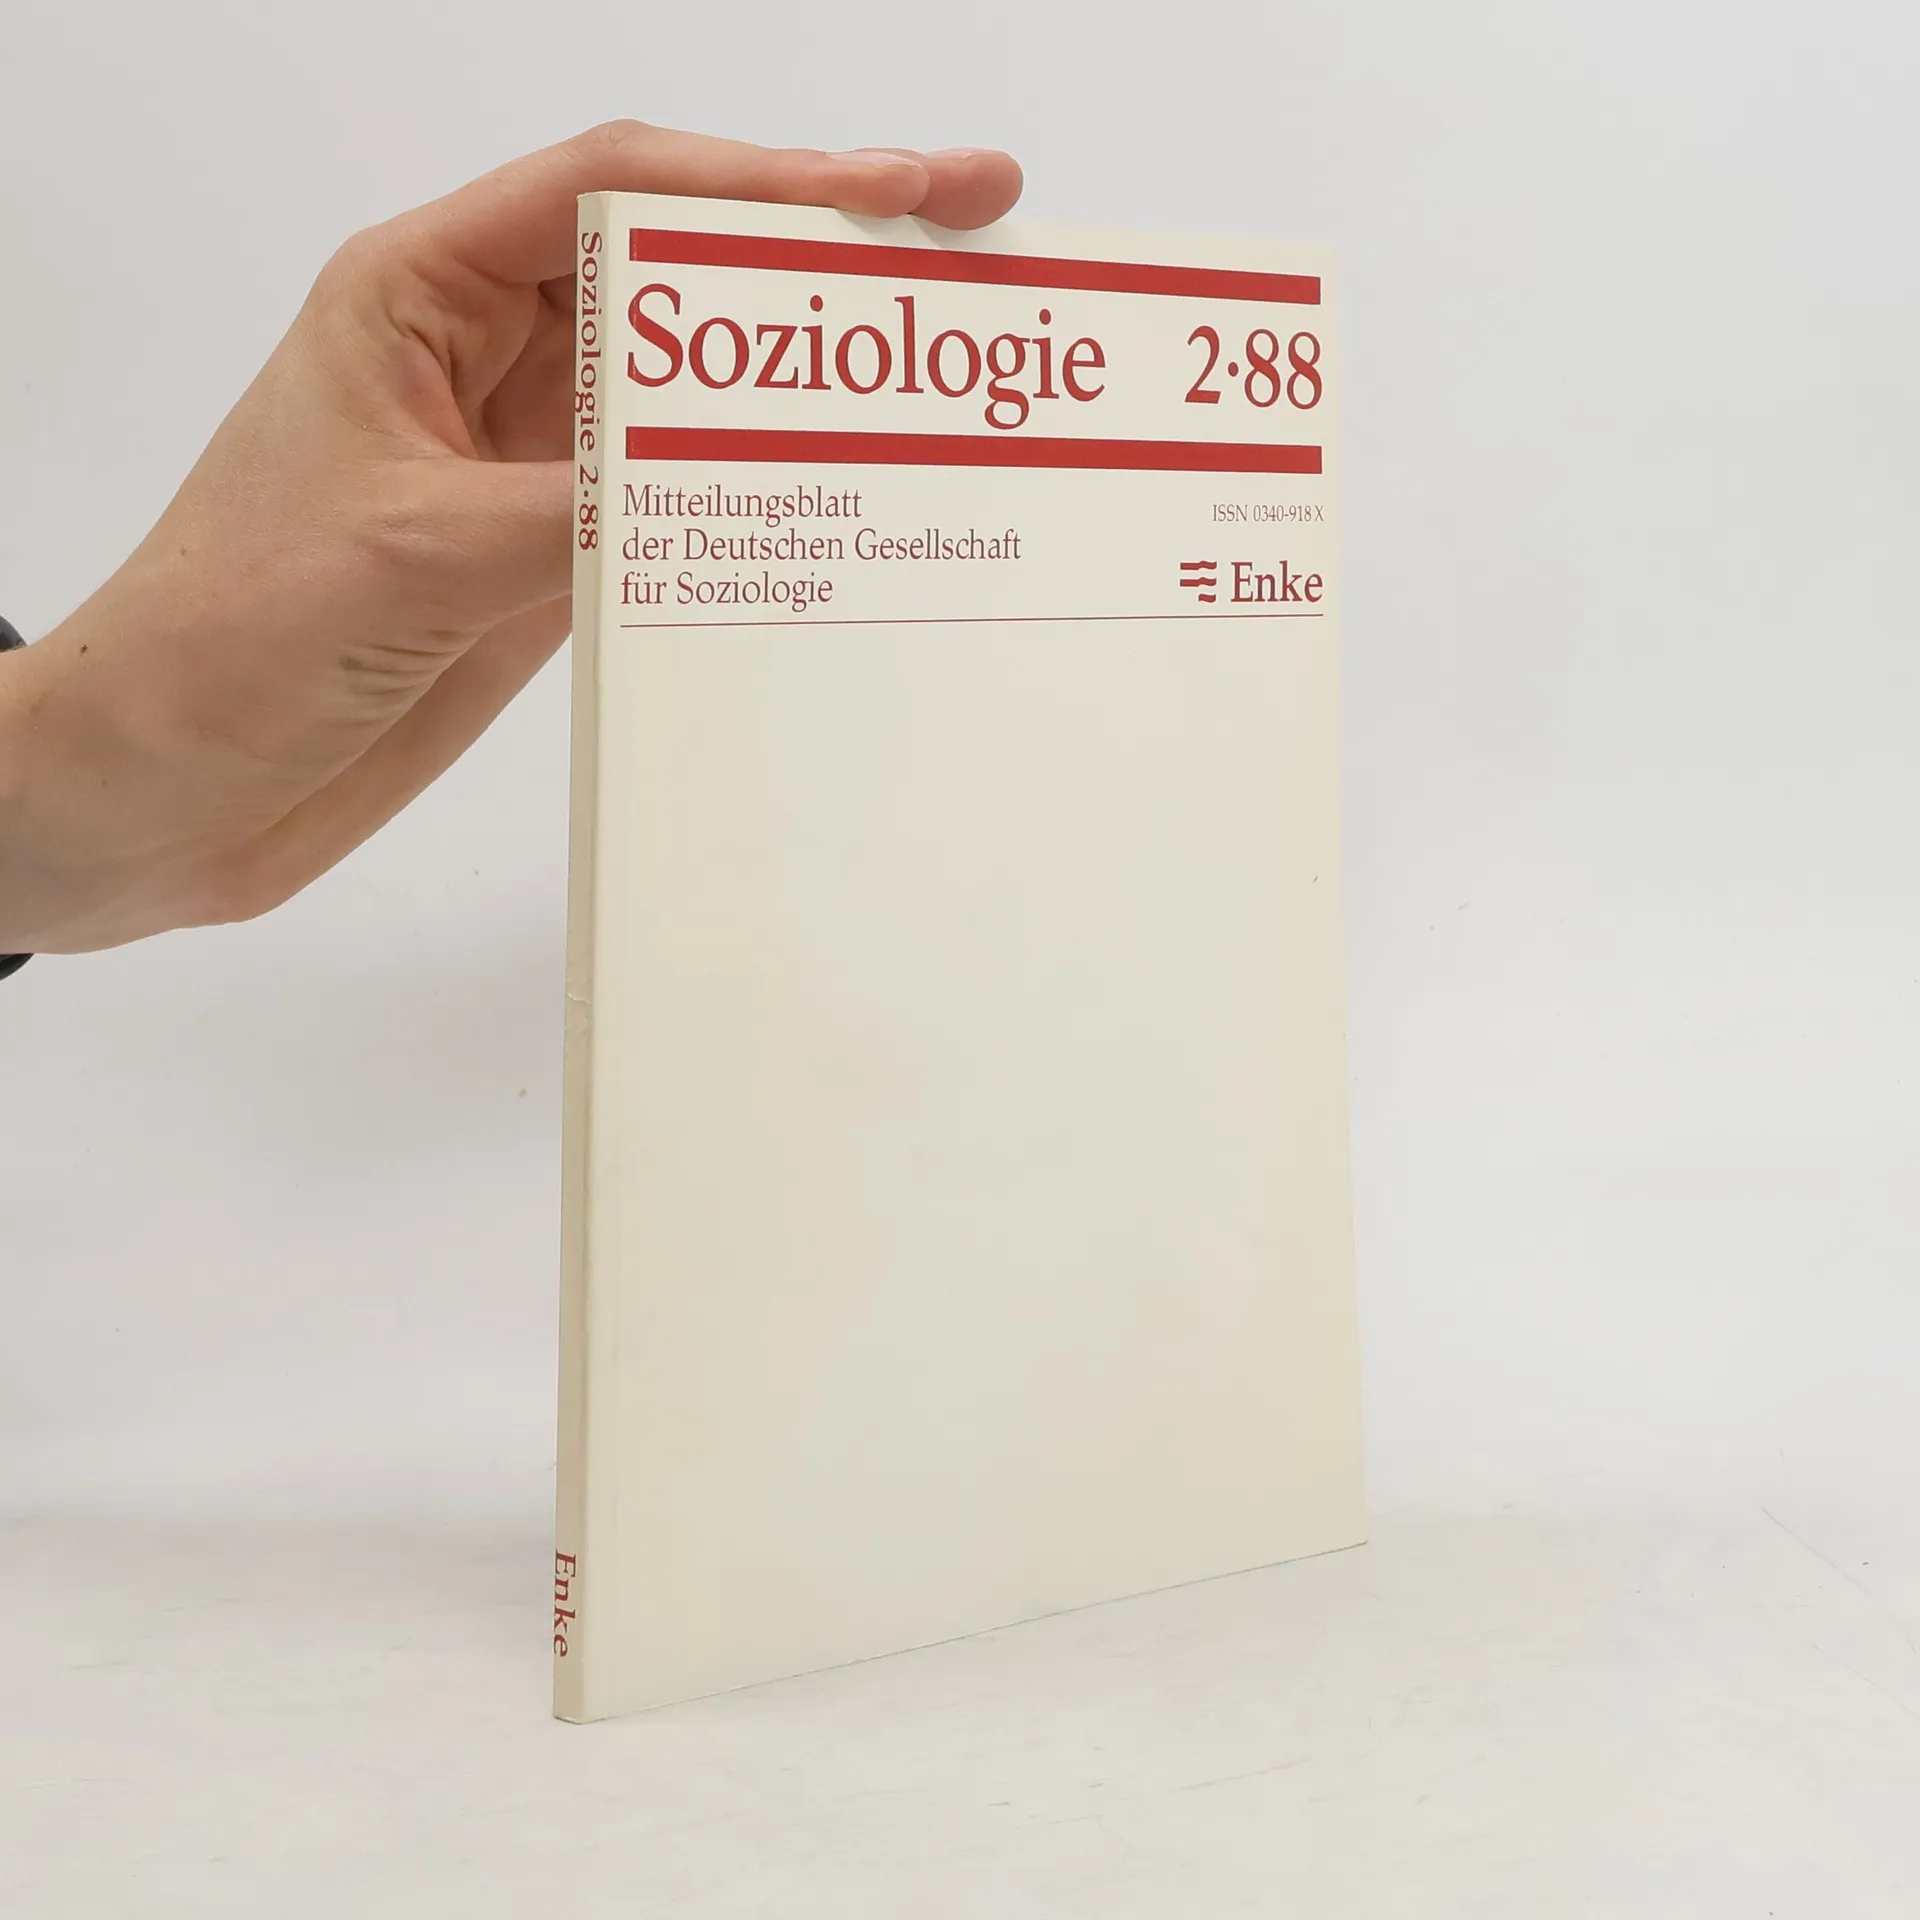 Soziologie 2·88
Mitteilungsblatt
der Deutschen Gesellschaft
für Soziologie
ISSN 0340-918 X
Enke
Soziologie 2·88
Enke